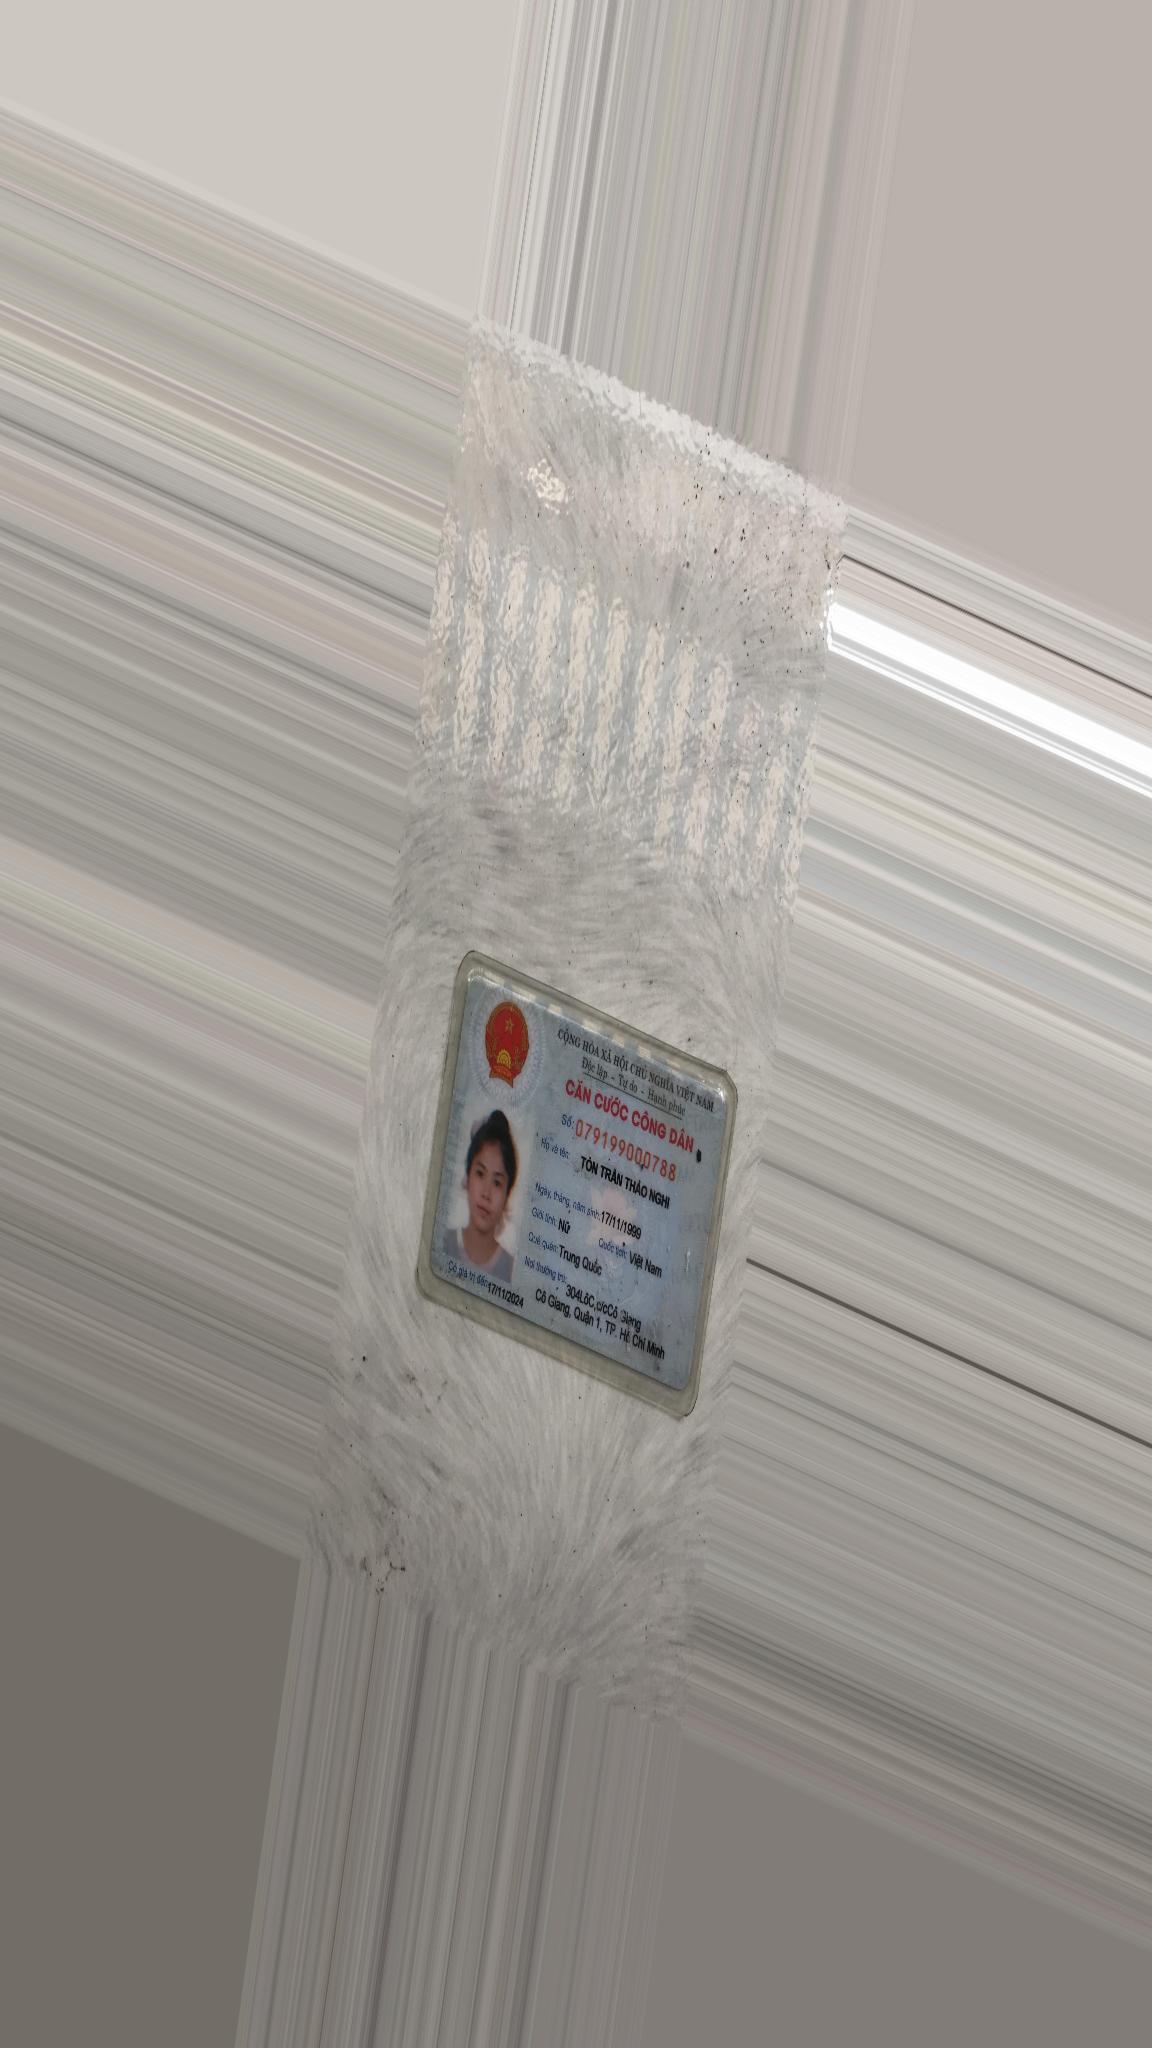 CỘNG HÒA XÃ HỘI CHỦ NGHĨA VIỆT NAM
Độc lập - Tự do - Hạnh phúc
CĂN CƯỚC CÔNG DÂN
Số: 079199000788
Họ và tên:
TÔN TRẦN THẢO NGHI
Ngày, tháng, năm sinh: 17/11/1999
Giới tính: Nữ Quốc tịch: Việt Nam
Quê quán: Trung Quốc
Nơi thường trú: 304LôC,c/cCô Giang
Cô Giang, Quận 1, TP. Hồ Chí Minh
Có giá trị đến: 17/11/2024